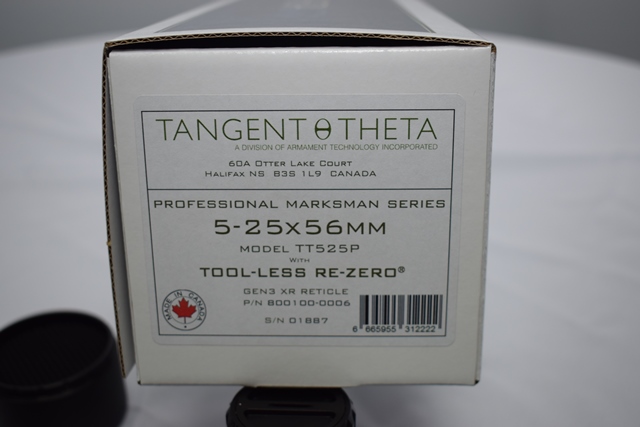 TANGENT θ THETA
A DIVISION OF ARMAMENT TECHNOLOGY INCORPORATED
60A OTTER LAKE COURT
HALIFAX NS B3S 1L9 CANADA
PROFESSIONAL MARKSMAN SERIES
5-25x56MM
MODEL TT525P
WITH
TOOL-LESS RE-ZERO®
GEN3 XR RETICLE
P/N 800100-0006
S/N 01887
MADE IN CANADA
6 665955 312222